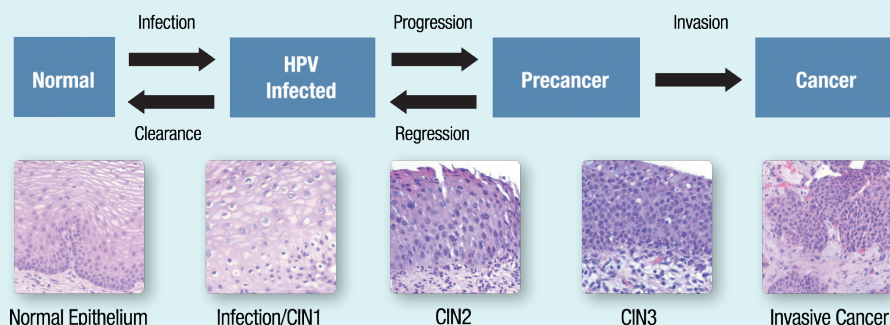 Infection
Progression
Invasion
Normal
HPV
Infected
Precancer
Cancer
Clearance
Regression
Normal Epithelium
Infection/CIN1
CIN2
CIN3
Invasive Cancer